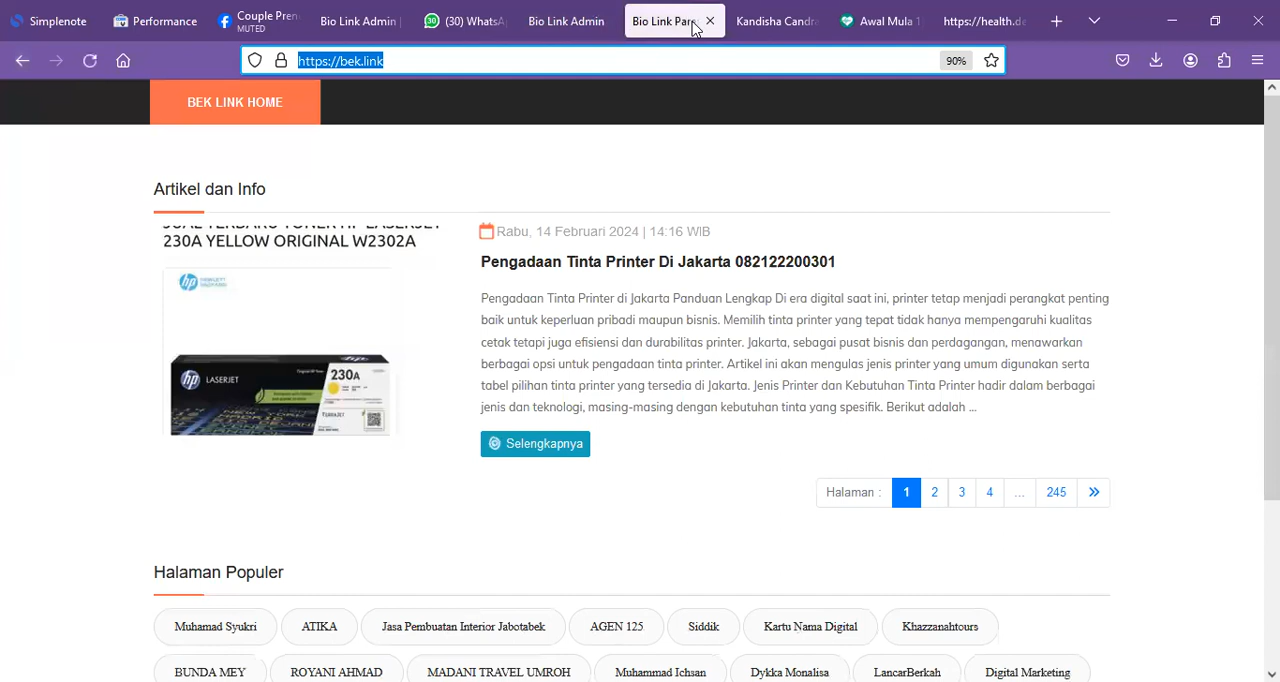 Simplenote
Performance
Couple Pren
MUTED
Bio Link Admin
30
(30) WhatsA
Bio Link Admin
Bio Link Par
Kandisha Candra
Awal Mula 1
https://health.de
https://bek.link
90%
BEK LINK HOME
Artikel dan Info
230A YELLOW ORIGINAL W2302A
hp
hp
LASERJET
230A
Rabu, 14 Februari 2024 | 14:16 WIB
Pengadaan Tinta Printer Di Jakarta 082122200301
Pengadaan Tinta Printer di Jakarta Panduan Lengkap Di era digital saat ini, printer tetap menjadi perangkat penting
baik untuk keperluan pribadi maupun bisnis. Memilih tinta printer yang tepat tidak hanya mempengaruhi kualitas
cetak tetapi juga efisiensi dan durabilitas printer. Jakarta, sebagai pusat bisnis dan perdagangan, menawarkan
berbagai opsi untuk pengadaan tinta printer. Artikel ini akan mengulas jenis printer yang umum digunakan serta
tabel pilihan tinta printer yang tersedia di Jakarta. Jenis Printer dan Kebutuhan Tinta Printer hadir dalam berbagai
jenis dan teknologi, masing-masing dengan kebutuhan tinta yang spesifik. Berikut adalah ...
Selengkapnya
Halaman : 1 2 3 4 ... 245 »
Halaman Populer
Muhamad Syukri
ATIKA
Jasa Pembuatan Interior Jabotabek
AGEN 125
Siddik
Kartu Nama Digital
Khazzanahtours
BUNDA MEY
ROYANI AHMAD
MADANI TRAVEL UMROH
Muhammad Ichsan
Dykka Monalisa
LancarBerkah
Digital Marketing